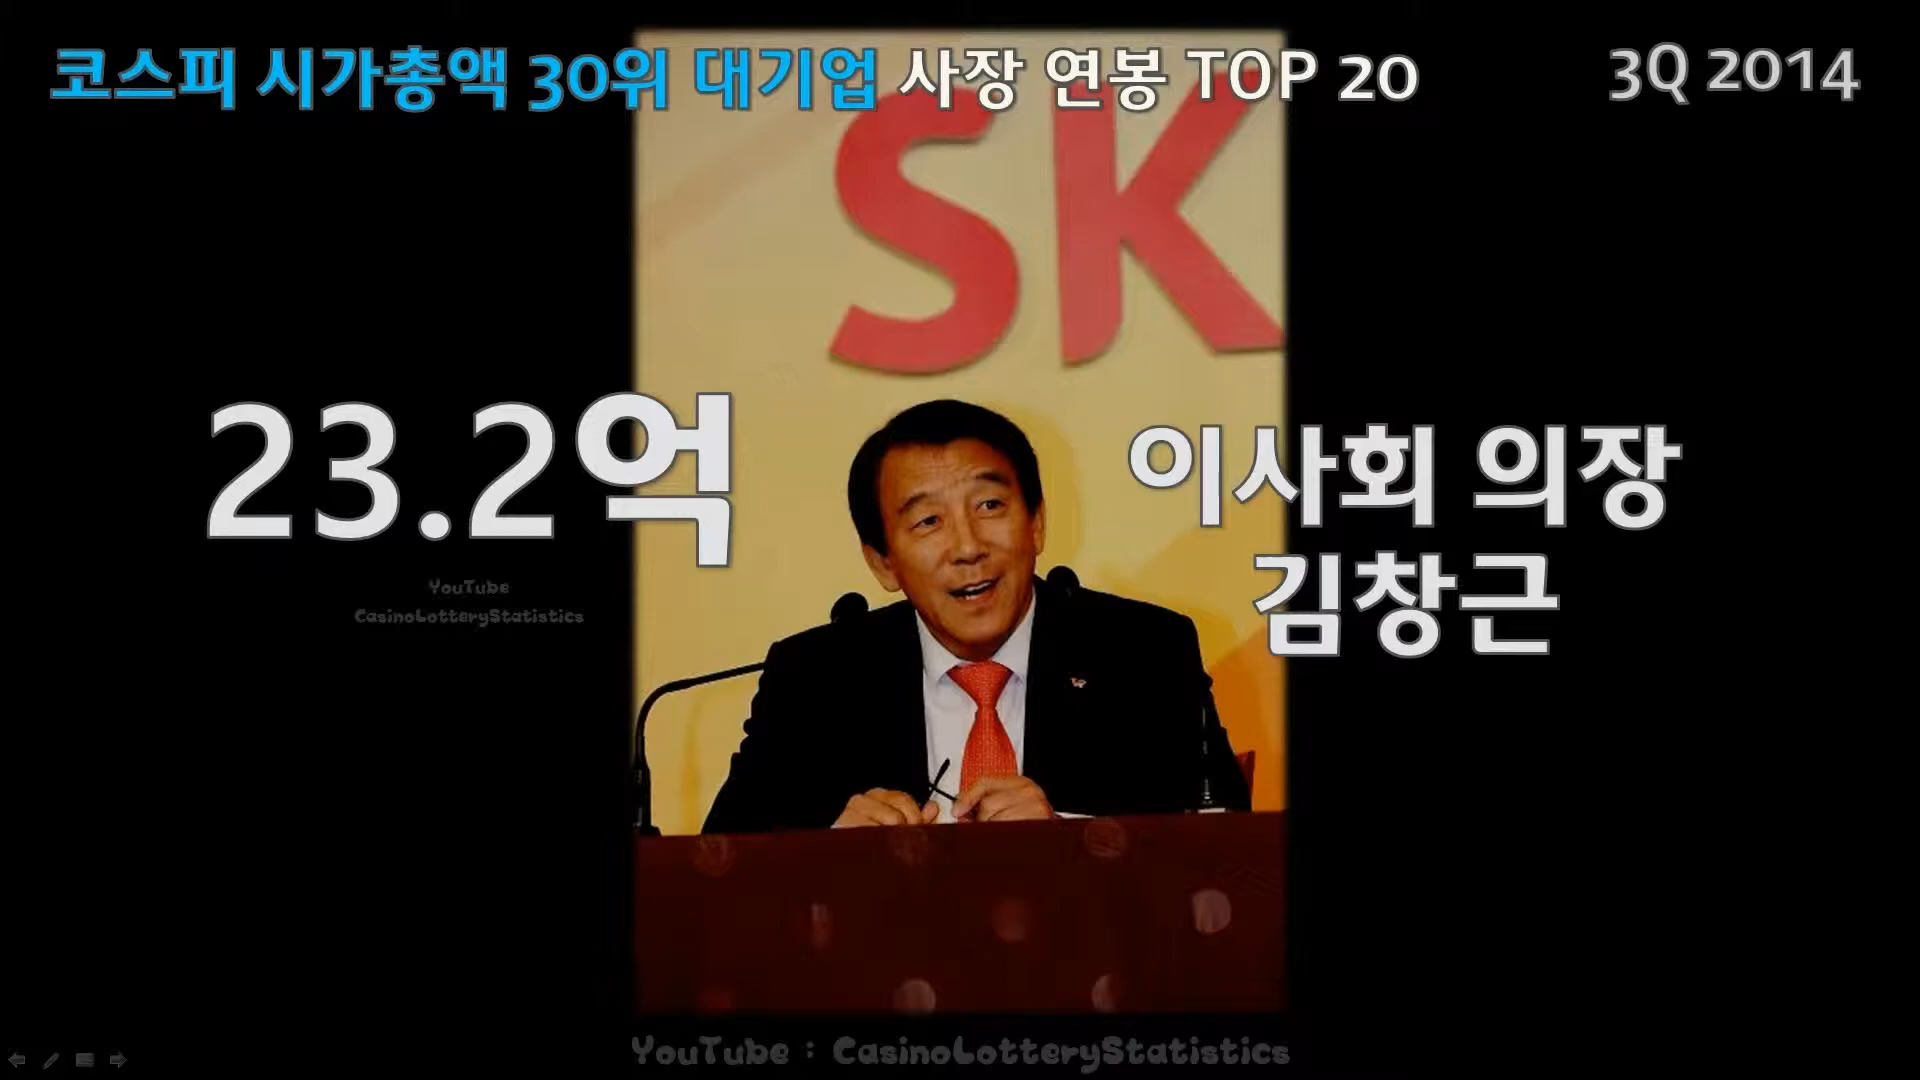 코스피 시가총액 30위 대기업 사장 연봉 TOP 20
3Q 2014
SK
23.2억
이사회 의장
김창근
YouTube
CasinoLotteryStatistics
YouTube : CasinoLotteryStatistics